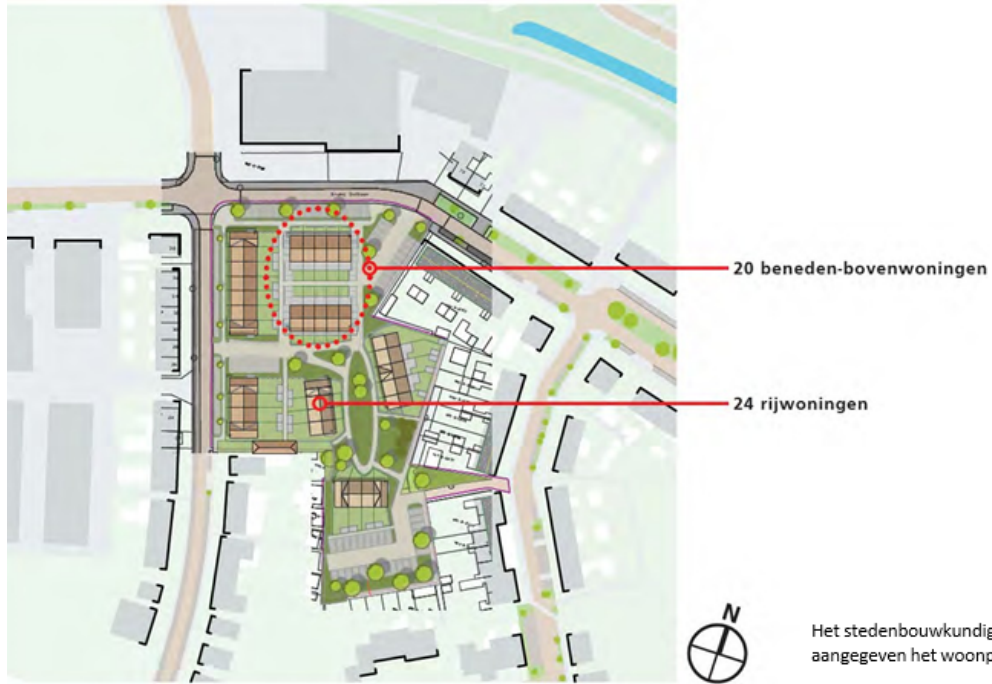 20 beneden-bovenwoningen
24 rijwoningen
N
Het stedenbouwkundig
aangegeven het woonp